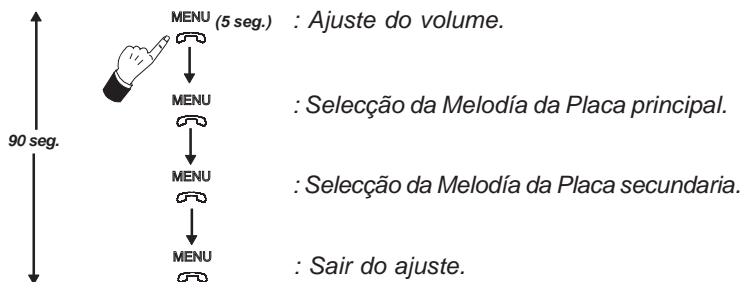 MENU (5 seg.) : Ajuste do volume.
MENU : Selecção da Melodía da Placa principal.
90 seg.
MENU : Selecção da Melodía da Placa secundaria.
MENU : Sair do ajuste.